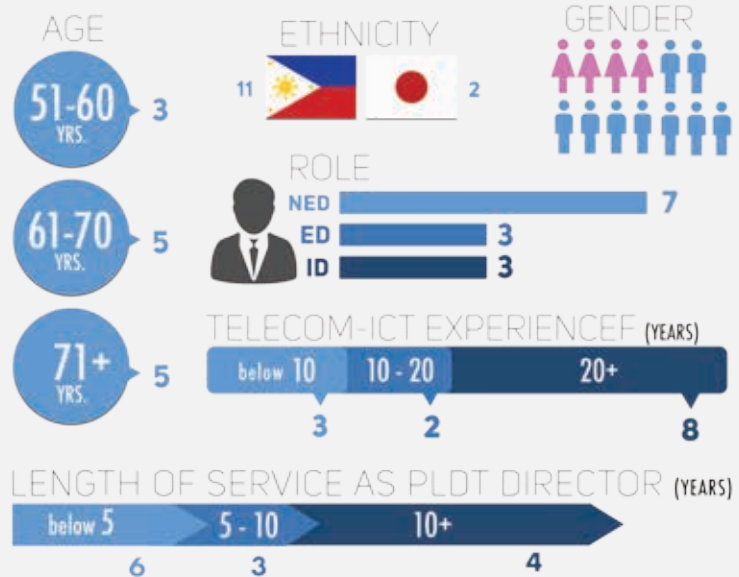 AGE
51-60
YRS.
3
61-70
YRS.
5
71+
YRS.
5
ETHNICITY
11
2
GENDER
ROLE
NED 7
ED 3
ID 3
TELECOM-ICT EXPERIENCEF (YEARS)
below 10 10 - 20 20+
3 2 8
LENGTH OF SERVICE AS PLDT DIRECTOR (YEARS)
below 5 5 - 10 10+
6 3 4